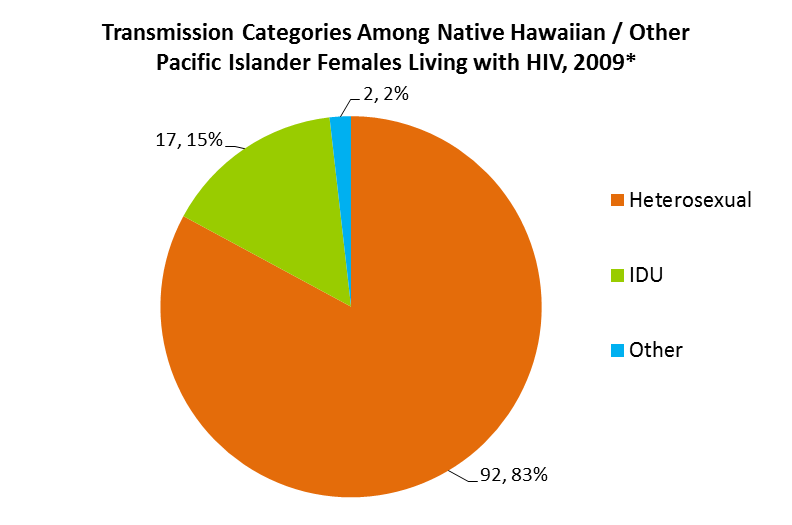 Transmission Categories Among Native Hawaiian / Other
Pacific Islander Females Living with HIV, 2009*
2, 2%
17, 15%
Heterosexual
IDU
Other
92, 83%